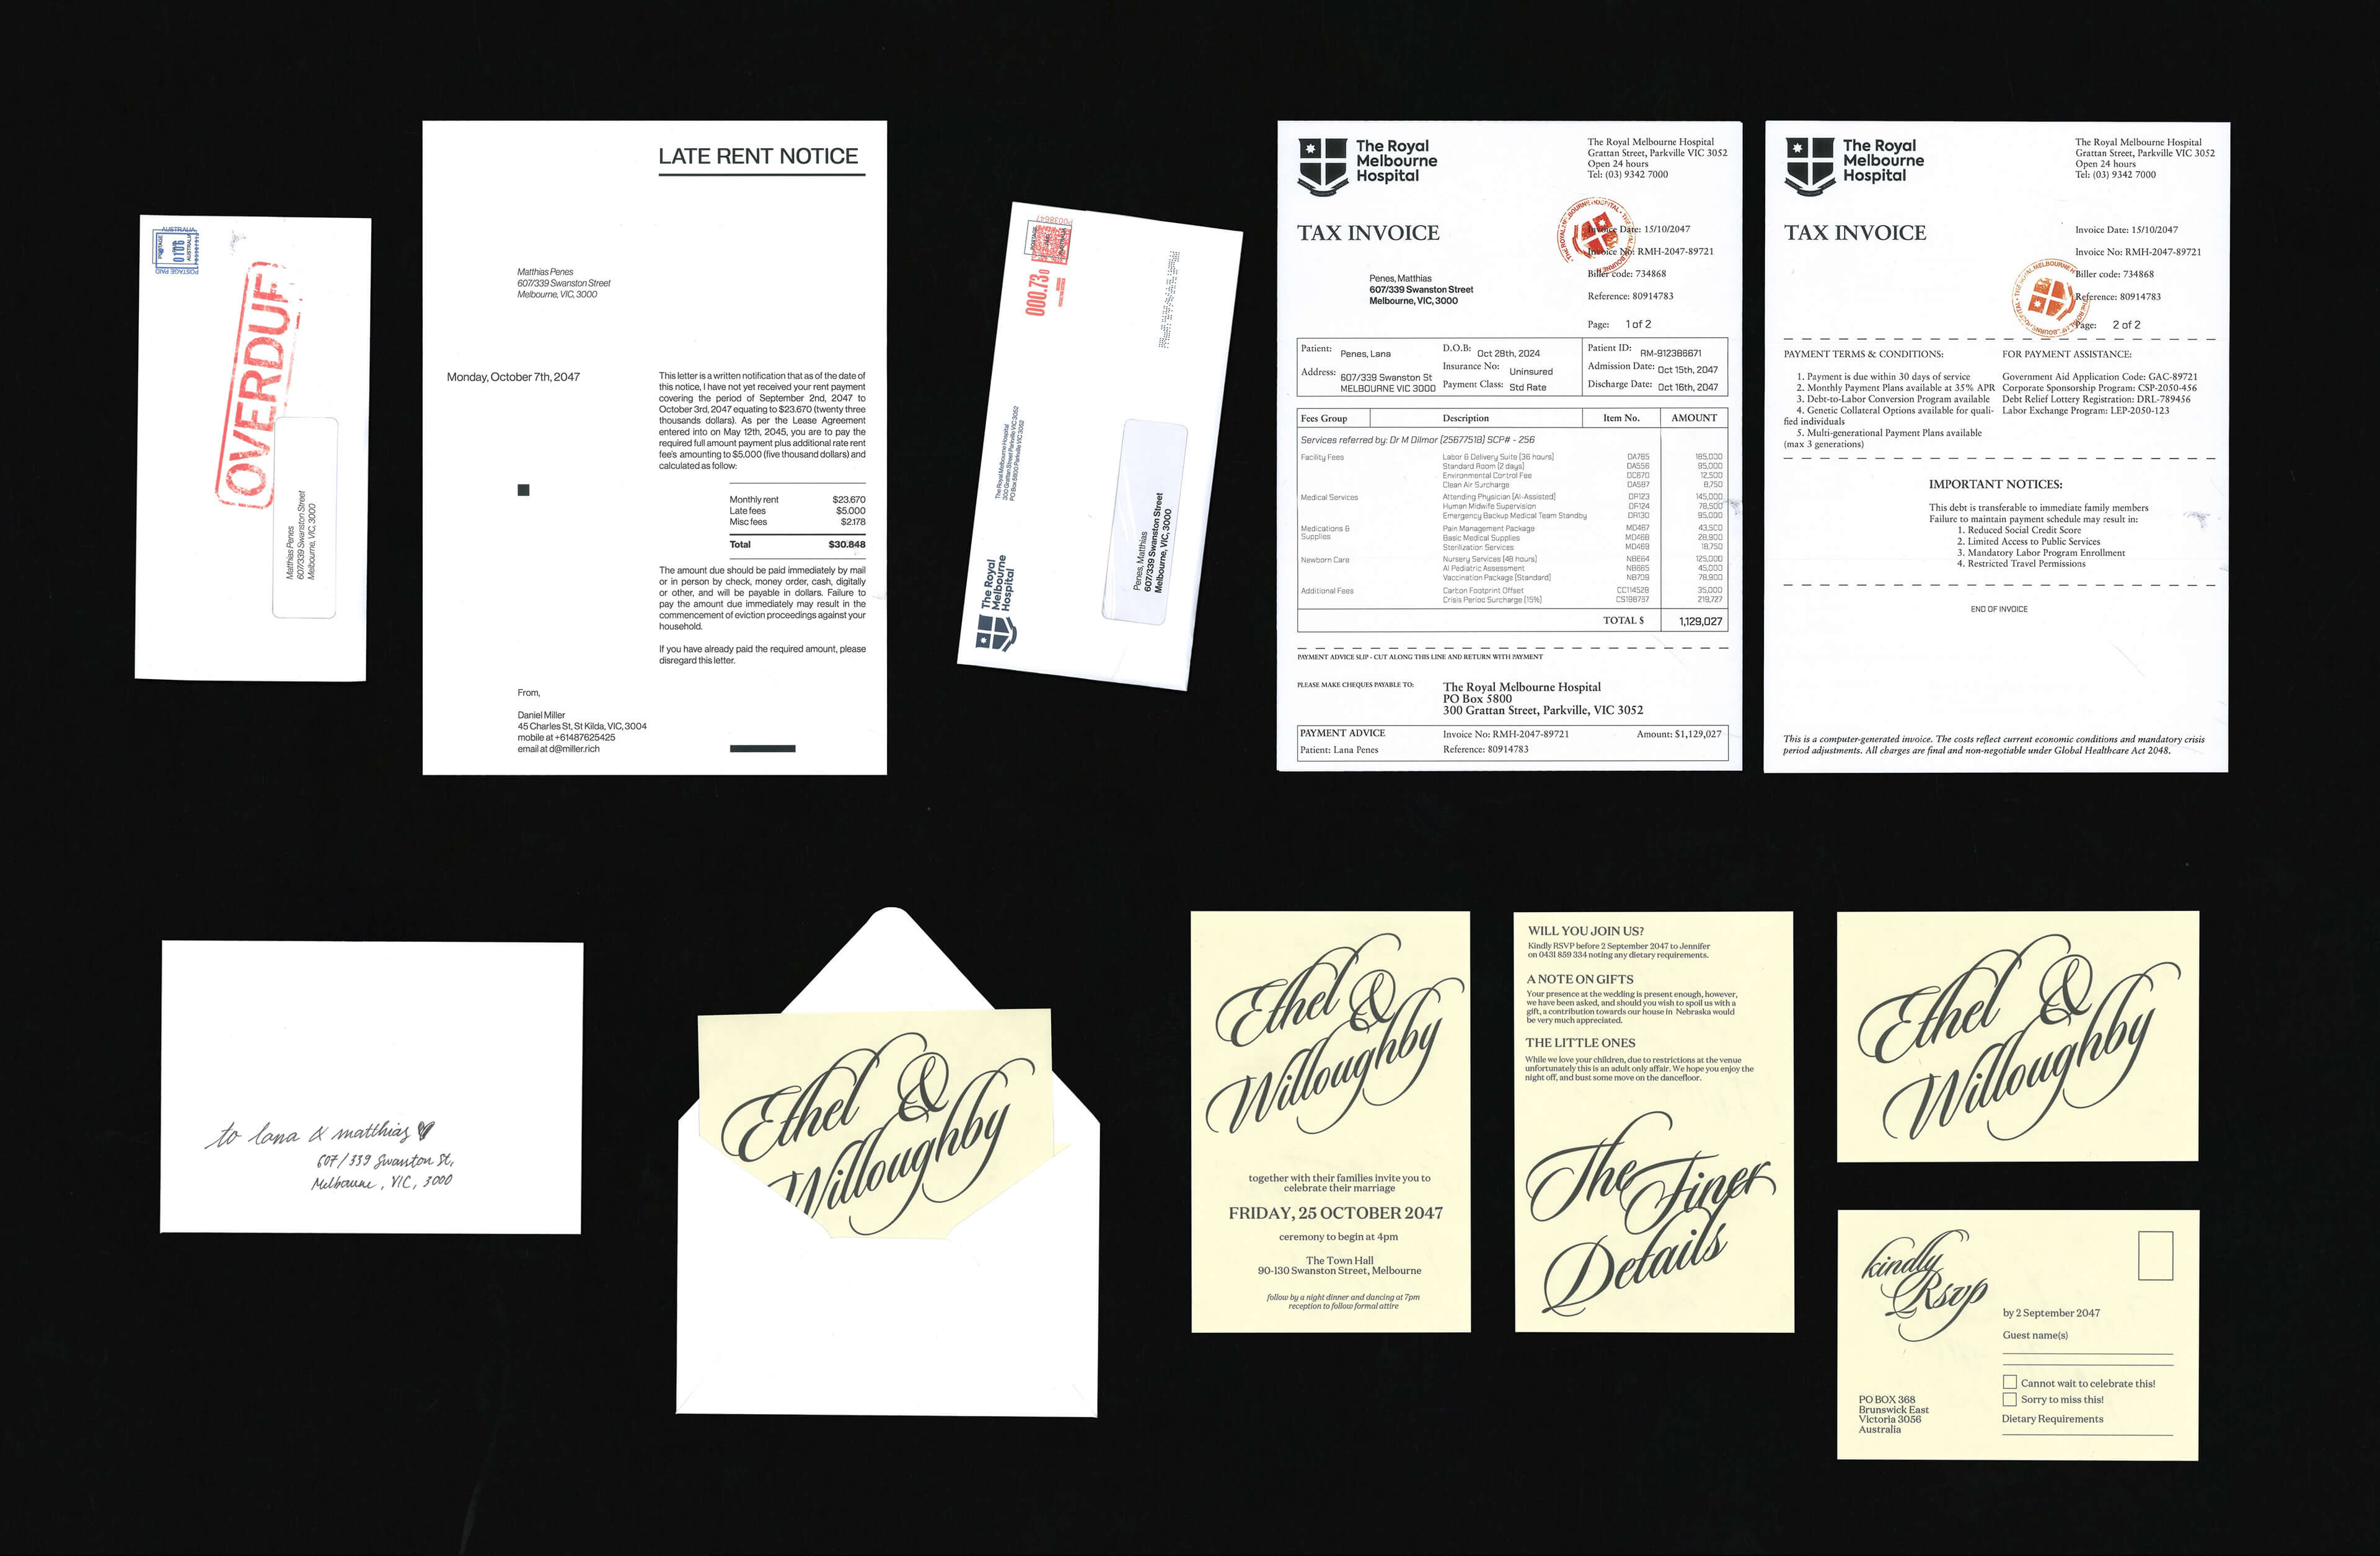 AUSTRALIA
POSTAGE
AUSTRALIA
POSTAGE PAID
OVERDUE
Matthias Penes
607/339 Swanston Street
Melbourne, VIC, 3000
LATE RENT NOTICE
Matthias Penes
607/339 Swanston Street
Melbourne, VIC, 3000
Monday, October 7th, 2047
This letter is a written notification that as of the date of
this notice, I have not yet received your rent payment
covering the period of September 2nd, 2047 to
October 3rd, 2047 equating to $23.670 (twenty three
thousands dollars). As per the Lease Agreement
entered into on May 12th, 2045, you are to pay the
required full amount payment plus additional rate rent
fee's amounting to $5,000 (five thousand dollars) and
calculated as follow:
Monthly rent $23.670
Late fees $5.000
Misc fees $2.178
Total $30.848
The amount due should be paid immediately by mail
or in person by check, money order, cash, digitally
or other, and will be payable in dollars. Failure to
pay the amount due immediately may result in the
commencement of eviction proceedings against your
household.
If you have already paid the required amount, please
disregard this letter.
From,
Daniel Miller
45 Charles St, St Kilda, VIC, 3004
mobile at +61487625425
email at d@miller.rich
P0038647
POSTAGE
000.730
The Royal Melbourne Hospital
300 Grattan Street Parkville VIC 3052
PO Box 5800 Parkville VIC 3052
The Royal
Melbourne
Hospital
Penes, Matthias
607/339 Swanston Street
Melbourne, VIC, 3000
The Royal
Melbourne
Hospital
The Royal Melbourne Hospital
Grattan Street, Parkville VIC 3052
Open 24 hours
Tel: (03) 9342 7000
TAX INVOICE
Invoice Date: 15/10/2047
Invoice No: RMH-2047-89721
Biller code: 734868
Reference: 80914783
Page: 1 of 2
Penes, Matthias
607/339 Swanston Street
Melbourne, VIC, 3000
Patient: Penes, Lana D.O.B: Oct 28th, 2024 Patient ID: RM-912386671
Address: 607/339 Swanston St Insurance No: Uninsured Admission Date: Oct 15th, 2047
MELBOURNE VIC 3000 Payment Class: Std Rate Discharge Date: Oct 16th, 2047
Fees Group Description Item No. AMOUNT
Services referred by: Dr M Dilmor (2567751B) SCP# - 256
Facility Fees Labor & Delivery Suite (36 hours) DA785 185,000
Standard Room (2 days) DA556 95,000
Environmental Control Fee DC670 12,500
Clean Air Surcharge DA587 8,750
Medical Services Attending Physician (AI-Assisted) DF123 145,000
Human Midwife Supervision DF124 78,500
Emergency Backup Medical Team Standby DR130 95,000
Medications & Pain Management Package MD467 43,500
Supplies Basic Medical Supplies MD468 28,900
Sterilization Services MD469 18,750
Newborn Care Nursery Services (48 hours) NB664 125,000
AI Pediatric Assessment NB665 45,000
Vaccination Package (Standard) NB709 78,900
Additional Fees Carbon Footprint Offset CC114528 35,000
Crisis Period Surcharge (15%) CS198787 219,727
TOTAL $ 1,129,027
PAYMENT ADVICE SLIP - CUT ALONG THIS LINE AND RETURN WITH PAYMENT
PLEASE MAKE CHEQUES PAYABLE TO:
The Royal Melbourne Hospital
PO Box 5800
300 Grattan Street, Parkville, VIC 3052
PAYMENT ADVICE Invoice No: RMH-2047-89721 Amount: $1,129,027
Patient: Lana Penes Reference: 80914783
The Royal
Melbourne
Hospital
The Royal Melbourne Hospital
Grattan Street, Parkville VIC 3052
Open 24 hours
Tel: (03) 9342 7000
TAX INVOICE
Invoice Date: 15/10/2047
Invoice No: RMH-2047-89721
Biller code: 734868
Reference: 80914783
Page: 2 of 2
PAYMENT TERMS & CONDITIONS:
1. Payment is due within 30 days of service
2. Monthly Payment Plans available at 35% APR
3. Debt-to-Labor Conversion Program available
4. Genetic Collateral Options available for quali-
fied individuals
5. Multi-generational Payment Plans available
(max 3 generations)
FOR PAYMENT ASSISTANCE:
Government Aid Application Code: GAC-89721
Corporate Sponsorship Program: CSP-2050-456
Debt Relief Lottery Registration: DRL-789456
Labor Exchange Program: LEP-2050-123
IMPORTANT NOTICES:
This debt is transferable to immediate family members
Failure to maintain payment schedule may result in:
1. Reduced Social Credit Score
2. Limited Access to Public Services
3. Mandatory Labor Program Enrollment
4. Restricted Travel Permissions
END OF INVOICE
This is a computer-generated invoice. The costs reflect current economic conditions and mandatory crisis
period adjustments. All charges are final and non-negotiable under Global Healthcare Act 2048.
to lana & matthias
607/339 Swanston St,
Melbourne, VIC, 3000
Ethel &
Willoughby
Ethel &
Willoughby
together with their families invite you to
celebrate their marriage
FRIDAY, 25 OCTOBER 2047
ceremony to begin at 4pm
The Town Hall
90-130 Swanston Street, Melbourne
follow by a night dinner and dancing at 7pm
reception to follow formal attire
WILL YOU JOIN US?
Kindly RSVP before 2 September 2047 to Jennifer
on 0431 859 334 noting any dietary requirements.
A NOTE ON GIFTS
Your presence at the wedding is present enough, however,
we have been asked, and should you wish to spoil us with a
gift, a contribution towards our house in Nebraska would
be very much appreciated.
THE LITTLE ONES
While we love your children, due to restrictions at the venue
unfortunately this is an adult only affair. We hope you enjoy the
night off, and bust some move on the dancefloor.
The Finer
Details
Ethel &
Willoughby
kindly
Rsvp
by 2 September 2047
Guest name(s)
Cannot wait to celebrate this!
Sorry to miss this!
Dietary Requirements
PO BOX 368
Brunswick East
Victoria 3056
Australia